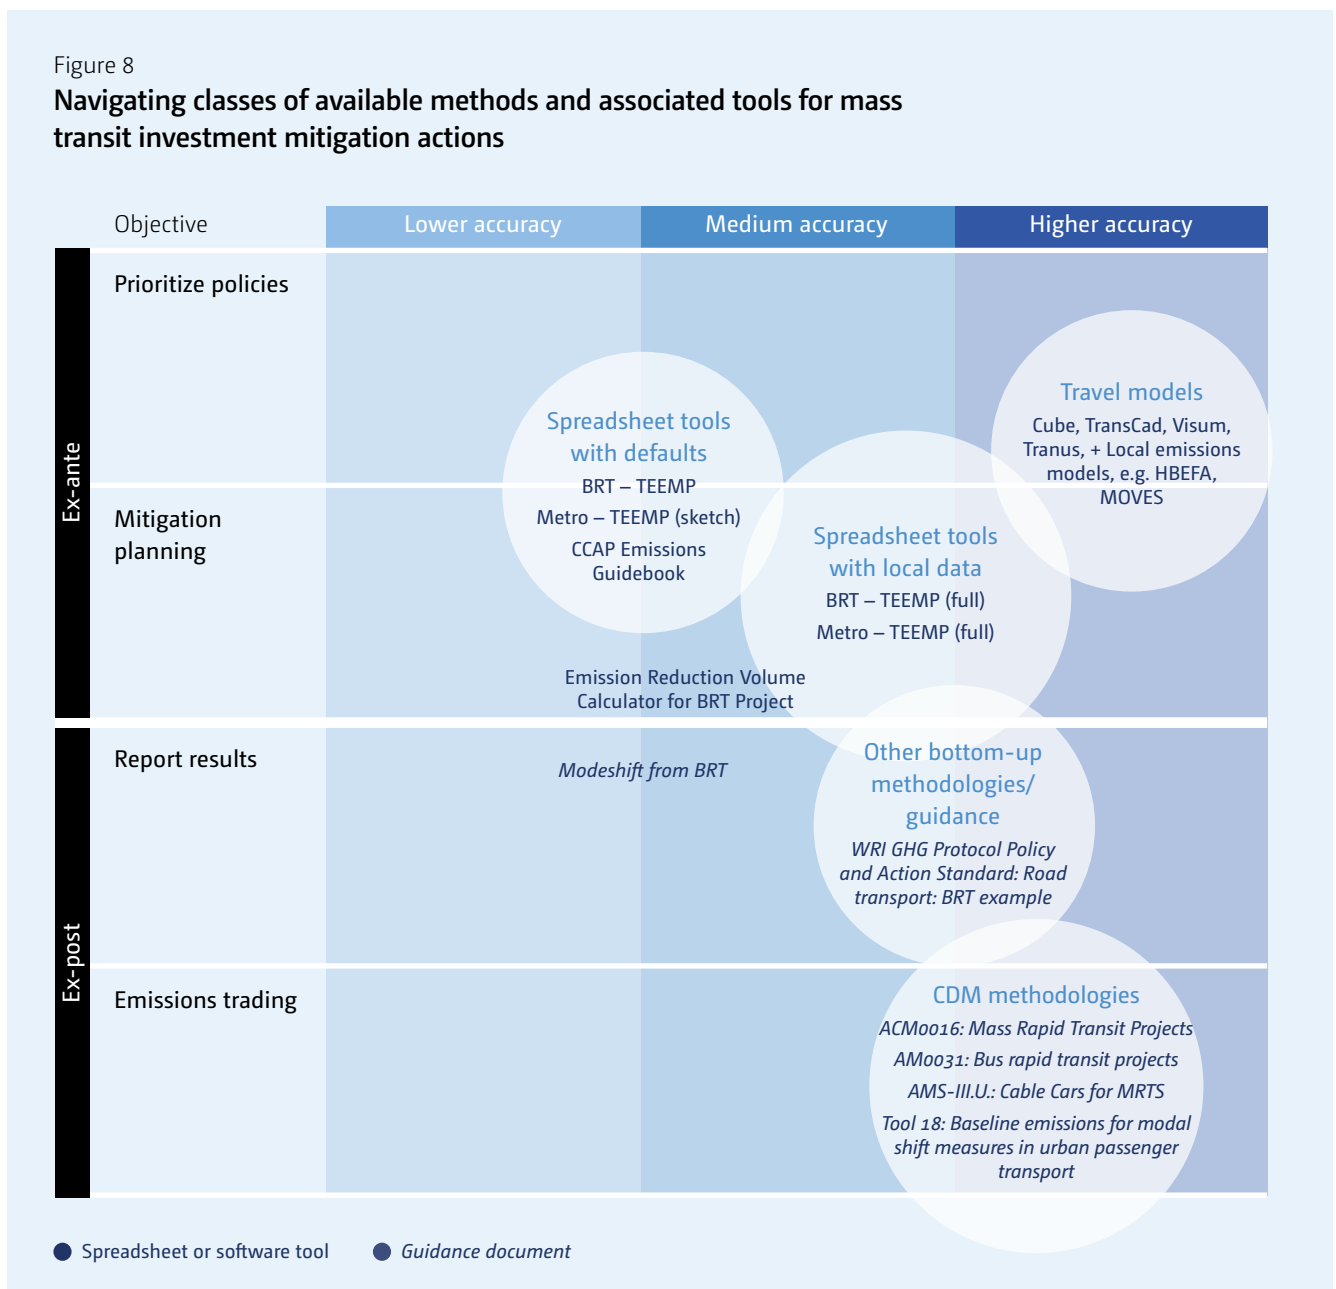 Figure 8
Navigating classes of available methods and associated tools for mass
transit investment mitigation actions
Objective
Lower accuracy
Medium accuracy
Higher accuracy
Ex-ante
Prioritize policies
Travel models
Cube, TransCad, Visum,
Tranus, + Local emissions
models, e.g. HBEFA,
MOVES
Spreadsheet tools
with defaults
BRT – TEEMP
Metro – TEEMP (sketch)
CCAP Emissions
Guidebook
Mitigation
planning
Spreadsheet tools
with local data
BRT – TEEMP (full)
Metro – TEEMP (full)
Emission Reduction Volume
Calculator for BRT Project
Ex-post
Report results
Modeshift from BRT
Other bottom-up
methodologies/
guidance
WRI GHG Protocol Policy
and Action Standard: Road
transport: BRT example
Emissions trading
CDM methodologies
ACM0016: Mass Rapid Transit Projects
AM0031: Bus rapid transit projects
AMS-III.U.: Cable Cars for MRTS
Tool 18: Baseline emissions for modal
shift measures in urban passenger
transport
Spreadsheet or software tool
Guidance document